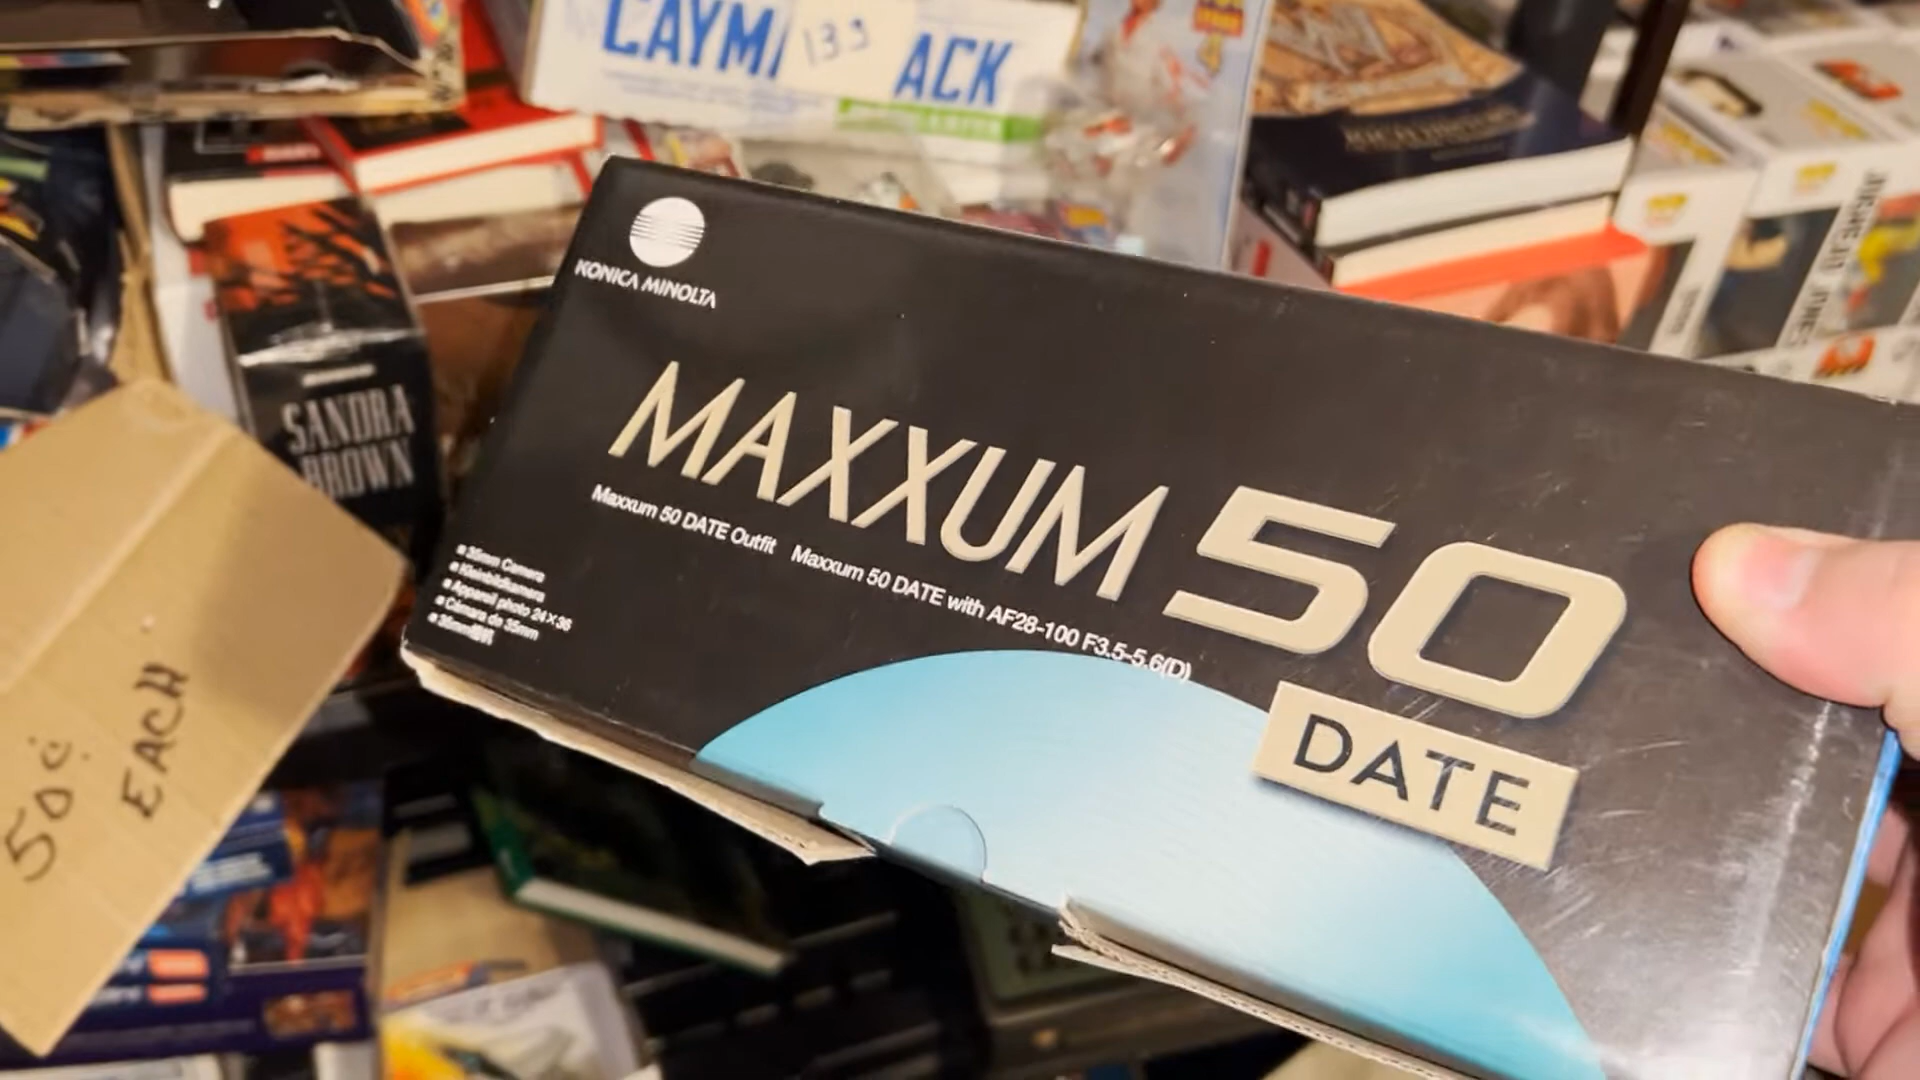 CAYM
139
ACK
KONICA MINOLTA
MAXXUM 50
DATE
Maxxum 50 DATE Outfit Maxxum 50 DATE with AF28-100 F3.5-5.6(D)
■ 35mm Camera
■ Kleinbildkamera
■ Appareil photo 24×36
■ Cámara de 35mm
SANDRA
BROWN
50¢
EACH